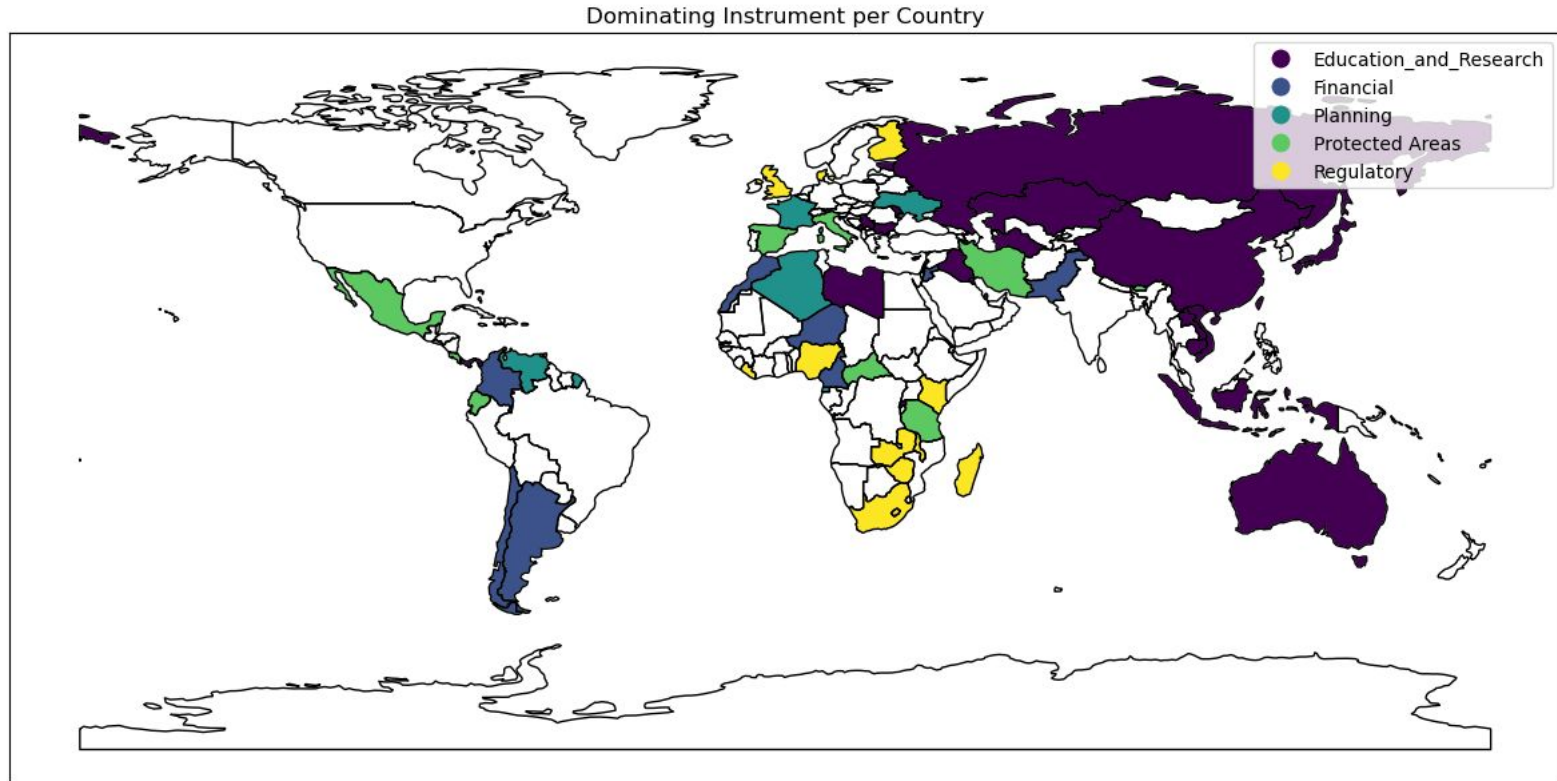 Dominating Instrument per Country
Education_and_Research
Financial
Planning
Protected Areas
Regulatory